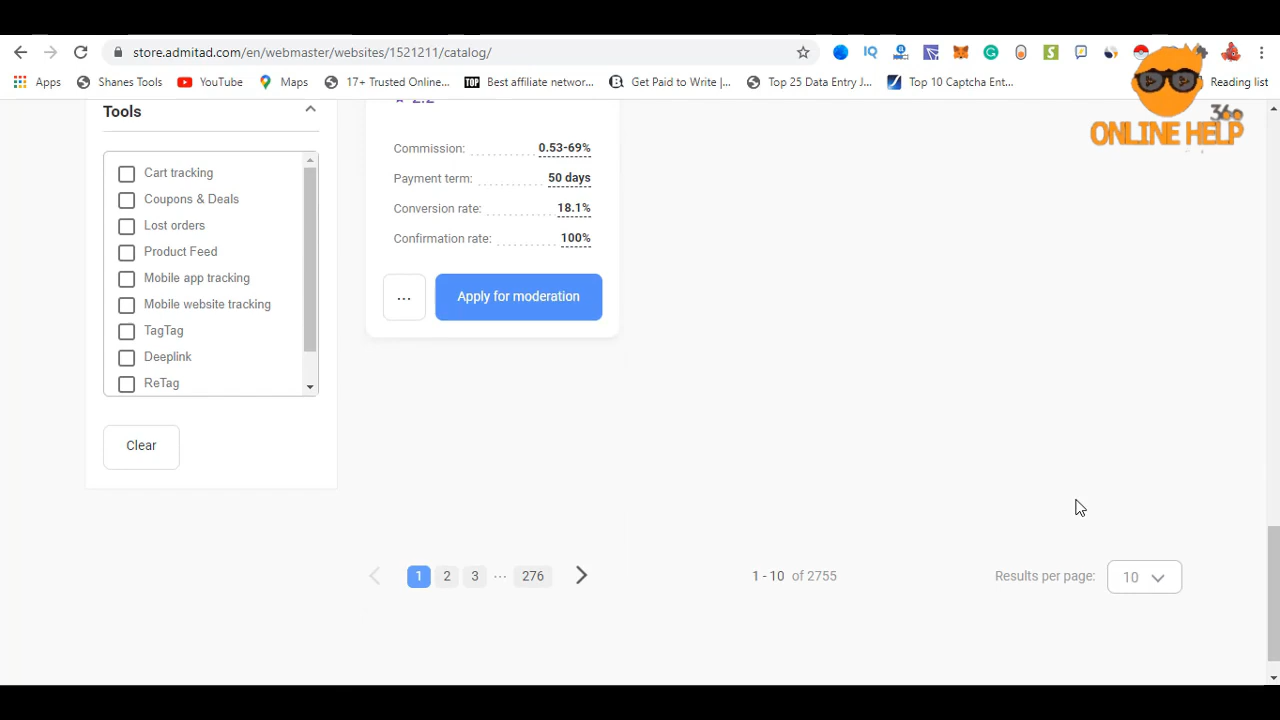 store.admitad.com/en/webmaster/websites/1521211/catalog/
Apps
Shanes Tools
YouTube
Maps
17+ Trusted Online...
Best affiliate networ...
Get Paid to Write |...
Top 25 Data Entry J...
Top 10 Captcha Ent...
Reading list
360
ONLINE HELP
Tools
Cart tracking
Coupons & Deals
Lost orders
Product Feed
Mobile app tracking
Mobile website tracking
TagTag
Deeplink
ReTag
Clear
2.2
Commission: 0.53-69%
Payment term: 50 days
Conversion rate: 18.1%
Confirmation rate: 100%
... Apply for moderation
1 2 3 ... 276
1 - 10 of 2755
Results per page: 10